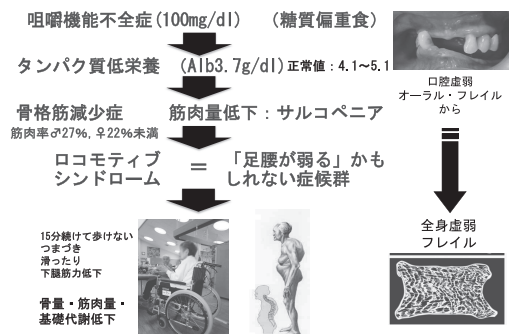 咀嚼機能不全症(100mg/dl) (糖質偏重食)
タンパク質低栄養 (Alb3.7g/dl)正常値:4.1〜5.1
骨格筋減少症 筋肉量低下:サルコペニア
筋肉率♂27%,♀22%未満
ロコモティブ
シンドローム
=
「足腰が弱る」かも
しれない症候群
15分続けて歩けない
つまづき
滑ったり
下腿筋力低下
骨量・筋肉量・
基礎代謝低下
口腔虚弱
オーラル・フレイル
から
全身虚弱
フレイル